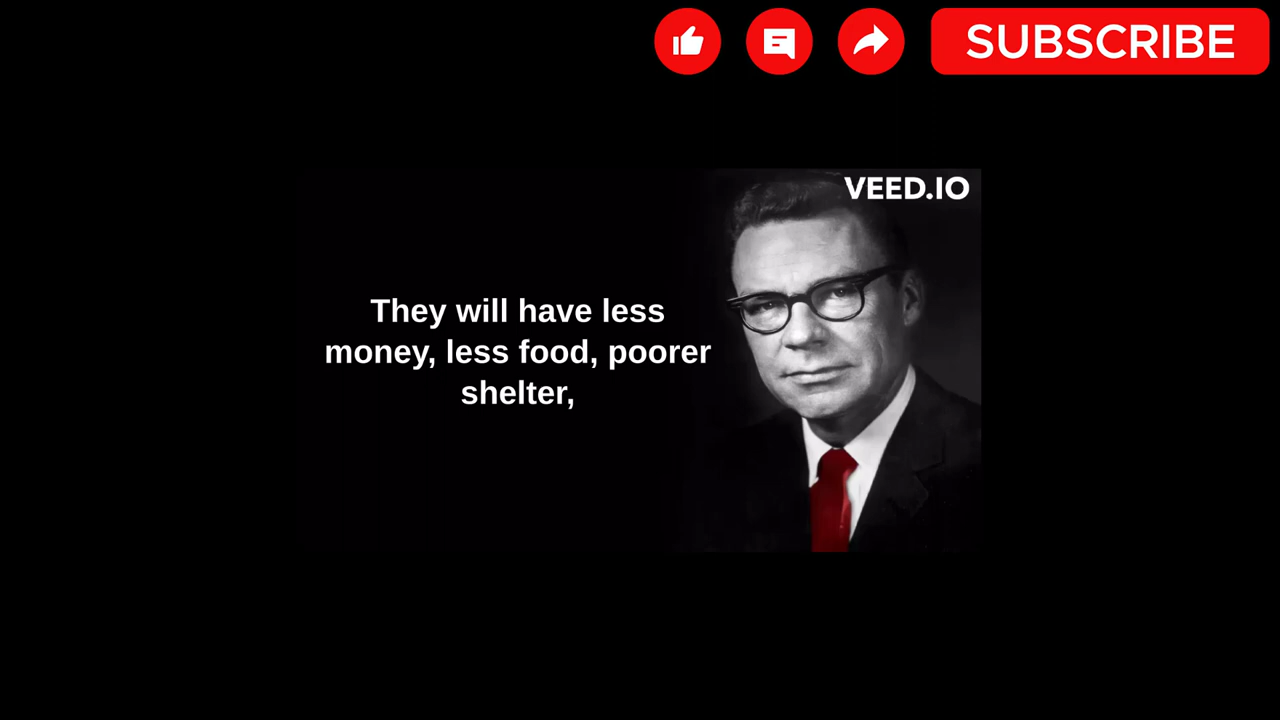 SUBSCRIBE
VEED.IO
They will have less
money, less food, poorer
shelter,